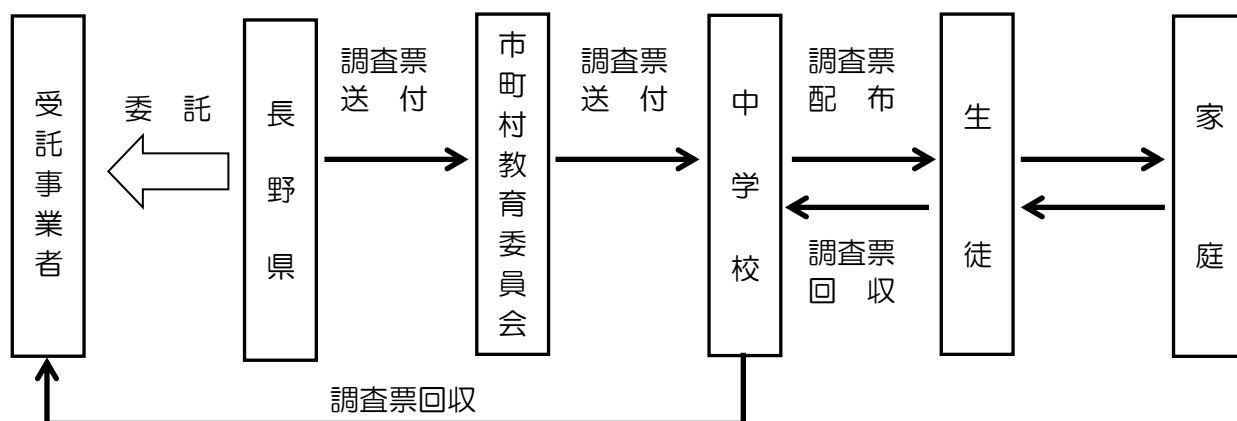 受託事業者
委　託
長野県
調査票
送　付
市町村教育委員会
調査票
送　付
中学校
調査票
配　布
調査票
回　収
生徒
家庭
調査票回収